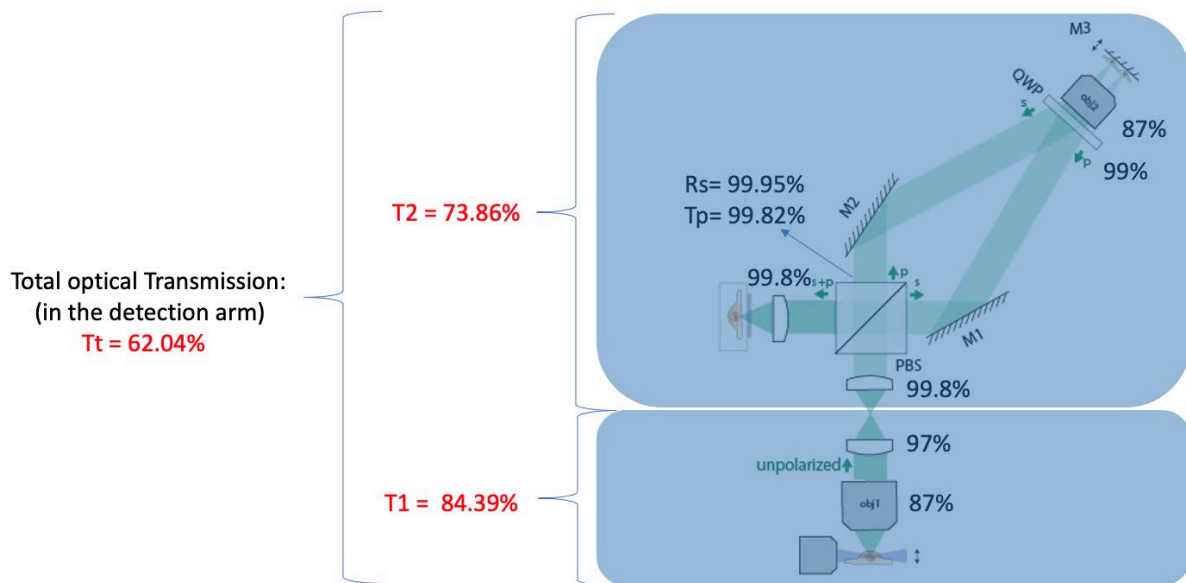 M3
QWP
obj2
s
87%
p
99%
Rs= 99.95%
Tp= 99.82%
M2
T2 = 73.86%
99.8%
s+p
p
s
Total optical Transmission:
(in the detection arm)
Tt = 62.04%
M1
PBS
99.8%
97%
unpolarized
T1 = 84.39%
obj1
87%